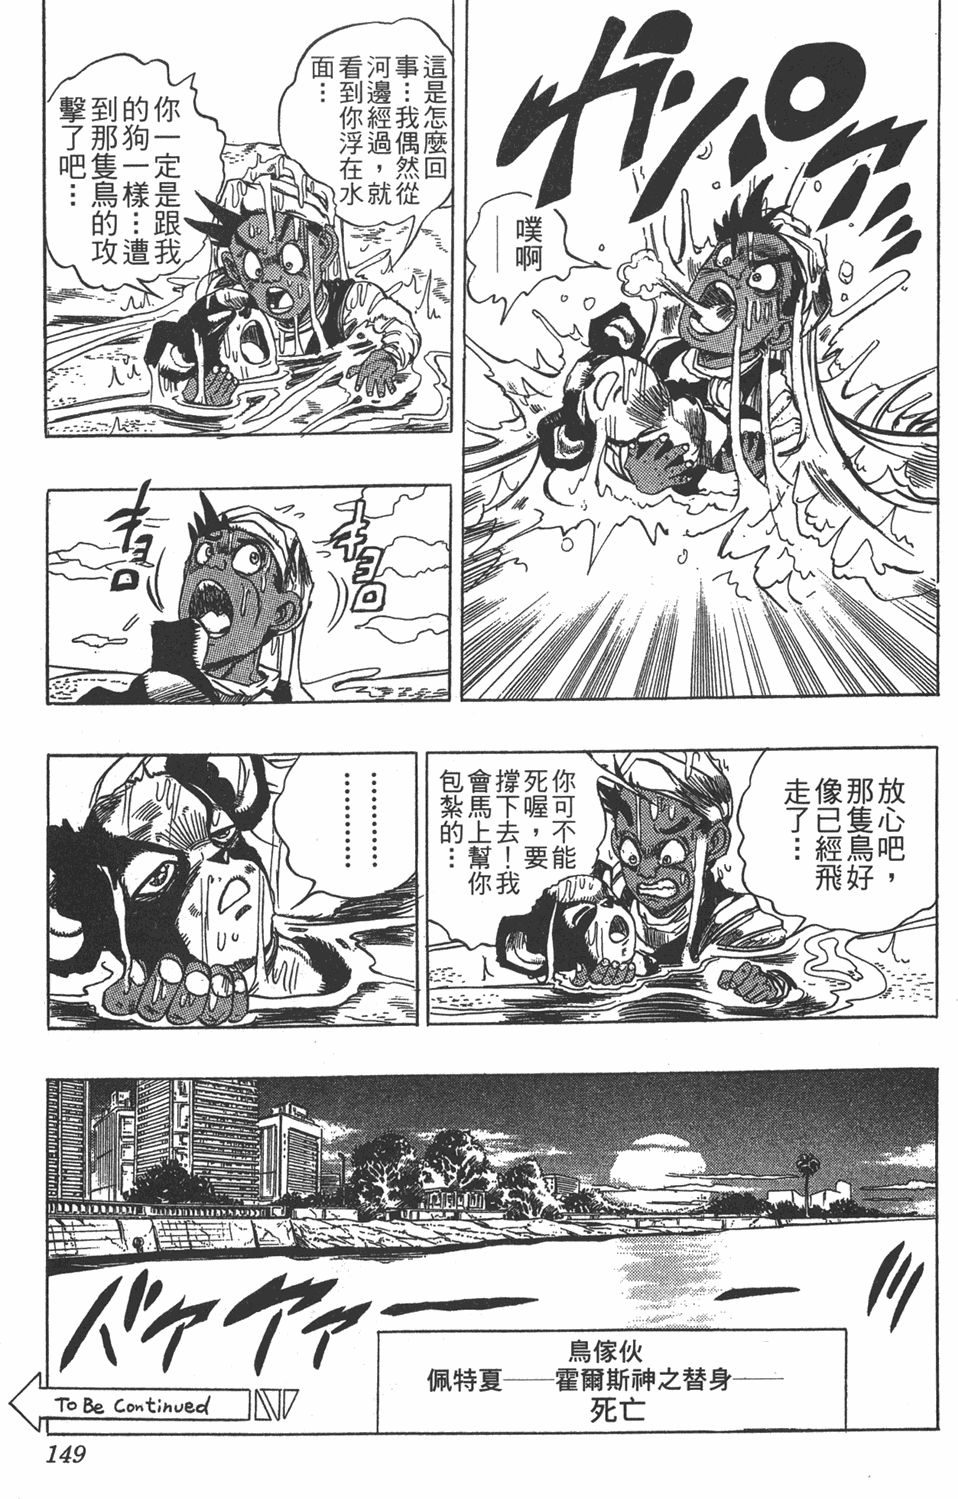 ザパァ
噗啊
——
這是怎麼回
事…我偶然從
河邊經過，就
看到你浮在水
面…
你一定是跟我
的狗一樣…遭
到那隻鳥的攻
擊了吧…
キョロ
キョロ
放心吧，
那隻鳥好
像已經飛
走了…
你可不能
死喔，要
撐下去！我
會馬上幫你
包紮的…
………
………
バァァァーーッ
鳥傢伙
佩特夏——霍爾斯神之替身——
死亡
To Be Continued
149